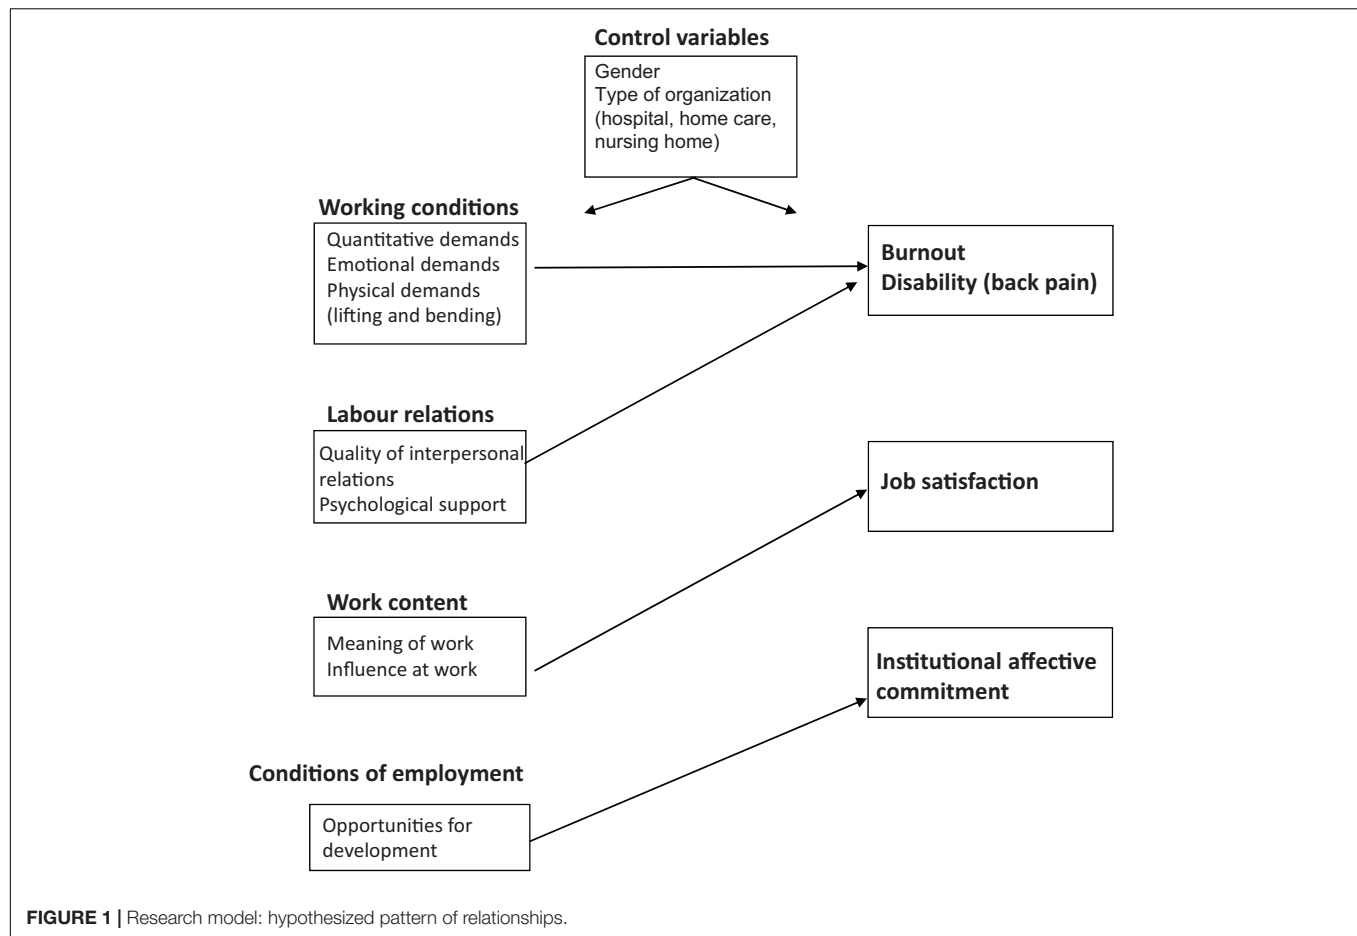 Control variables
Gender
Type of organization
(hospital, home care,
nursing home)
Working conditions
Quantitative demands
Emotional demands
Physical demands
(lifting and bending)
Burnout
Disability (back pain)
Labour relations
Quality of interpersonal
relations
Psychological support
Job satisfaction
Work content
Meaning of work
Influence at work
Institutional affective
commitment
Conditions of employment
Opportunities for
development
FIGURE 1 | Research model: hypothesized pattern of relationships.